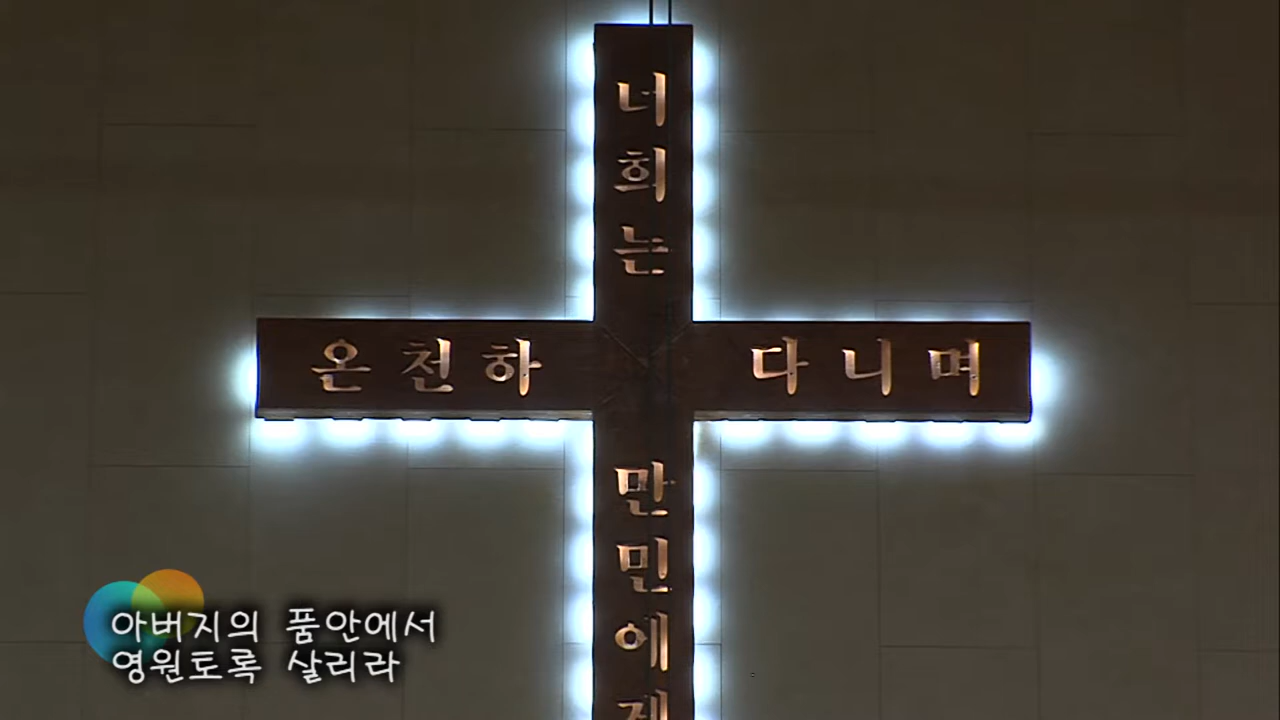 너희는
온천하 다니며
만민에
아버지의 품안에서
영원토록 살리라